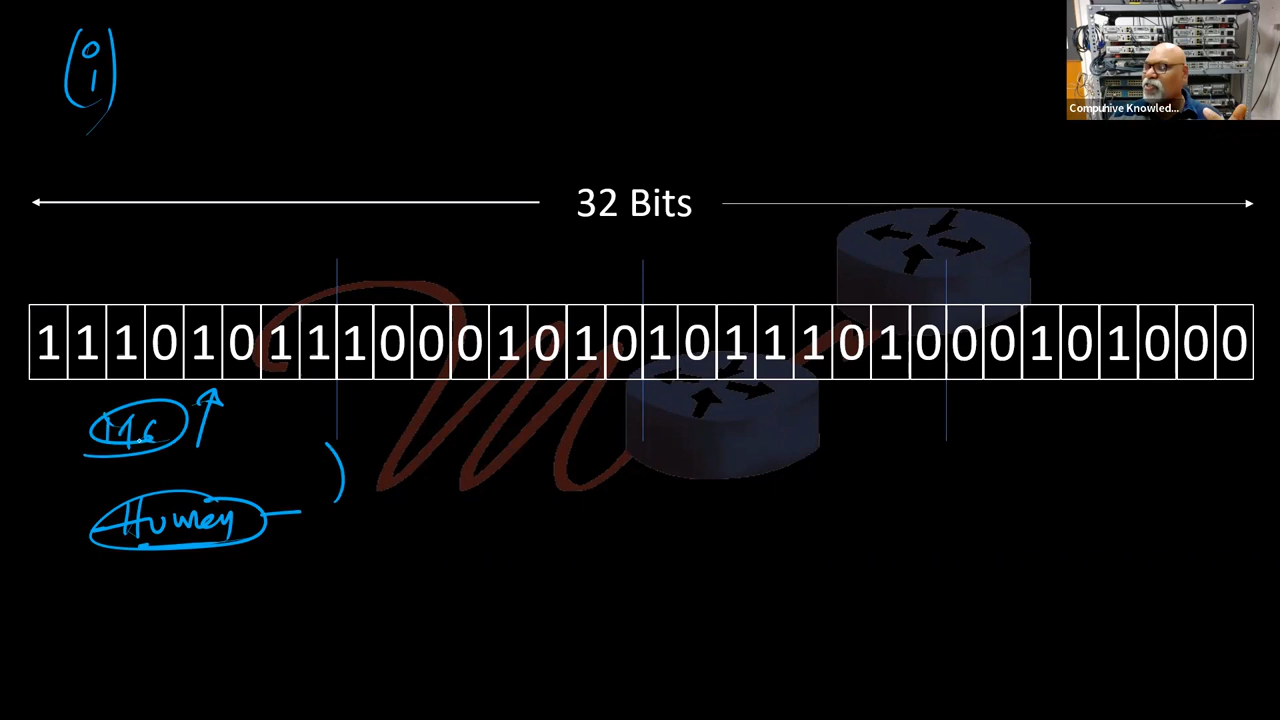 0
1
Compuhive Knowled...
32 Bits
1 1 1 0 1 0 1 1 1 0 0 0 1 0 1 0 1 0 1 1 1 0 1 0 0 0 1 0 1 0 0 0